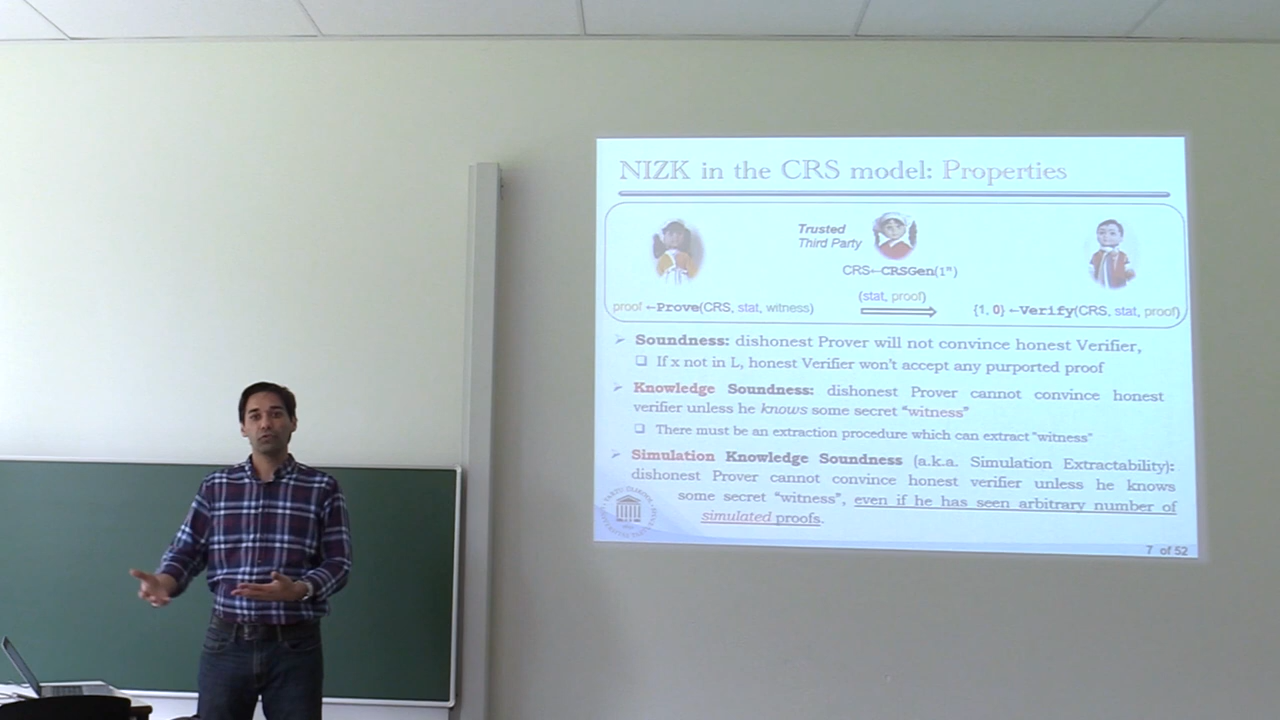 NIZK in the CRS model: Properties
Trusted
Third Party
CRS←CRSGen(1ⁿ)
(stat, proof)
proof ←Prove(CRS, stat, witness)
{1, 0} ←Verify(CRS, stat, proof)
➢ Soundness: dishonest Prover will not convince honest Verifier,
❑ If x not in L, honest Verifier won't accept any purported proof
➢ Knowledge Soundness: dishonest Prover cannot convince honest
verifier unless he knows some secret “witness”
❑ There must be an extraction procedure which can extract "witness"
➢ Simulation Knowledge Soundness (a.k.a. Simulation Extractability):
dishonest Prover cannot convince honest verifier unless he knows
some secret “witness”, even if he has seen arbitrary number of
simulated proofs.
7 of 52